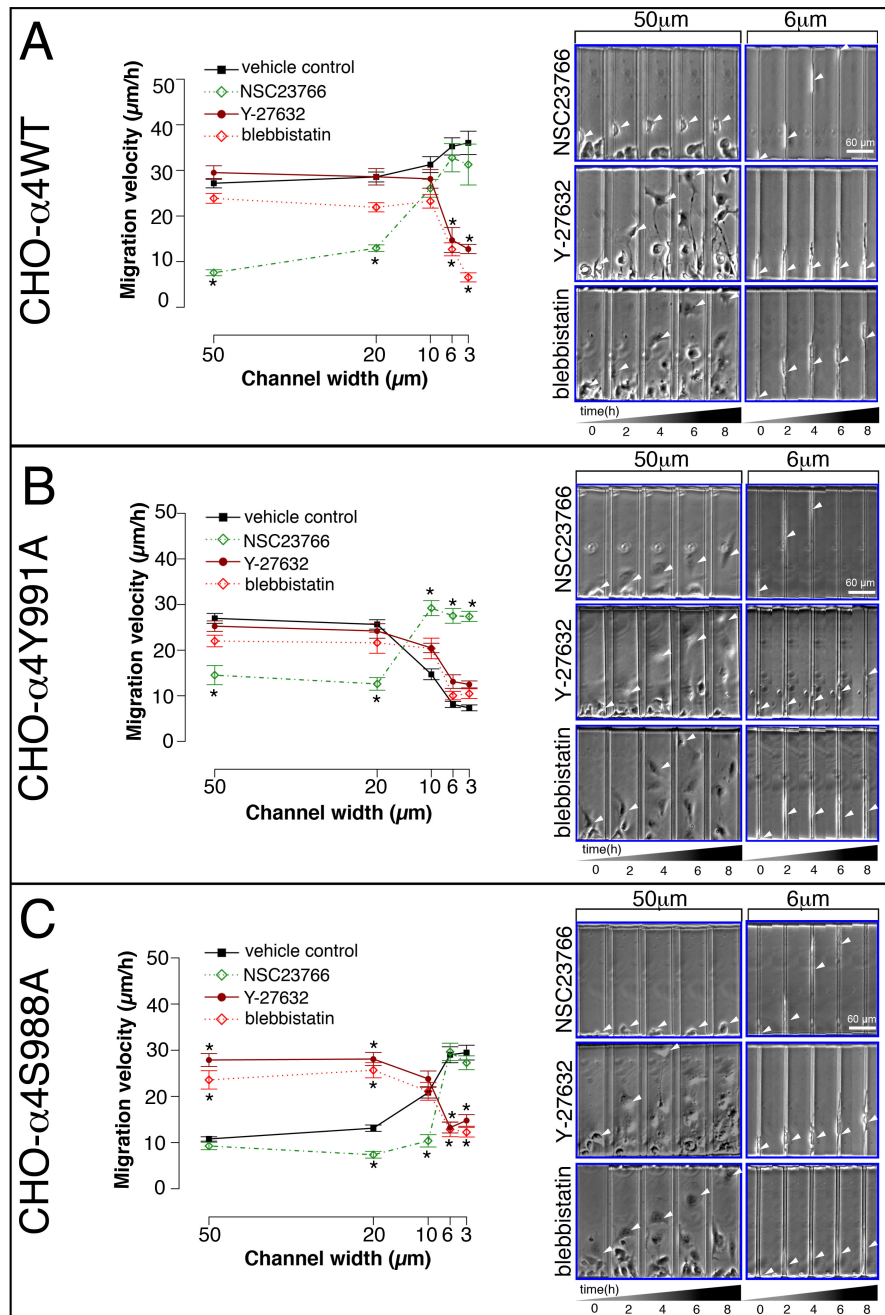 A
CHO-α4WT
Migration velocity (μm/h)
50
40
30
20
10
0
vehicle control
NSC23766
Y-27632
blebbistatin
* * * * * *
50 20 10 6 3
Channel width (μm)
50μm 6μm
NSC23766
60 μm
Y-27632
blebbistatin
time(h)
0 2 4 6 8 0 2 4 6 8
B
CHO-α4Y991A
Migration velocity (μm/h)
50
40
30
20
10
0
vehicle control
NSC23766
Y-27632
blebbistatin
* * * * *
50 20 10 6 3
Channel width (μm)
50μm 6μm
NSC23766
60 μm
Y-27632
blebbistatin
time(h)
0 2 4 6 8 0 2 4 6 8
C
CHO-α4S988A
Migration velocity (μm/h)
50
40
30
20
10
0
vehicle control
NSC23766
Y-27632
blebbistatin
* * * * * * * * * *
50 20 10 6 3
Channel width (μm)
50μm 6μm
NSC23766
60 μm
Y-27632
blebbistatin
time(h)
0 2 4 6 8 0 2 4 6 8